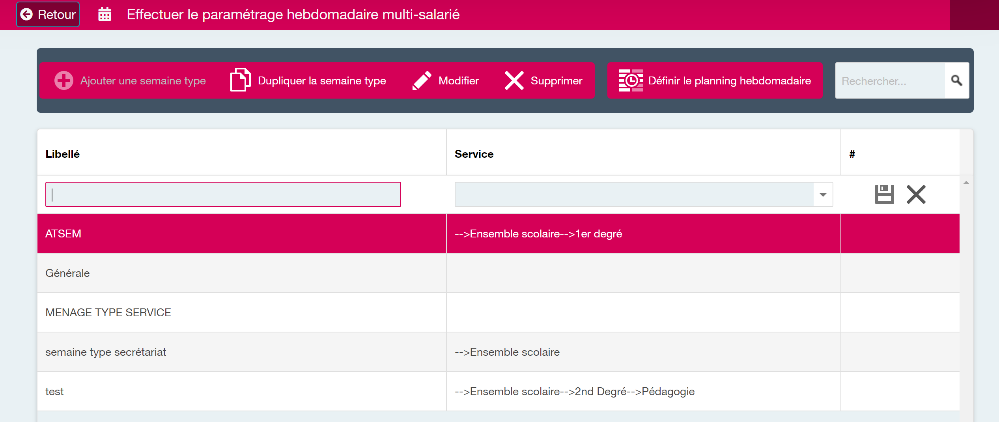 Retour
Effectuer le paramétrage hebdomadaire multi-salarié
Ajouter une semaine type
Dupliquer la semaine type
Modifier
Supprimer
Définir le planning hebdomadaire
Rechercher...
Libellé
Service
#
ATSEM
-->Ensemble scolaire-->1er degré
Générale
MENAGE TYPE SERVICE
semaine type secrétariat
-->Ensemble scolaire
test
-->Ensemble scolaire-->2nd Degré-->Pédagogie